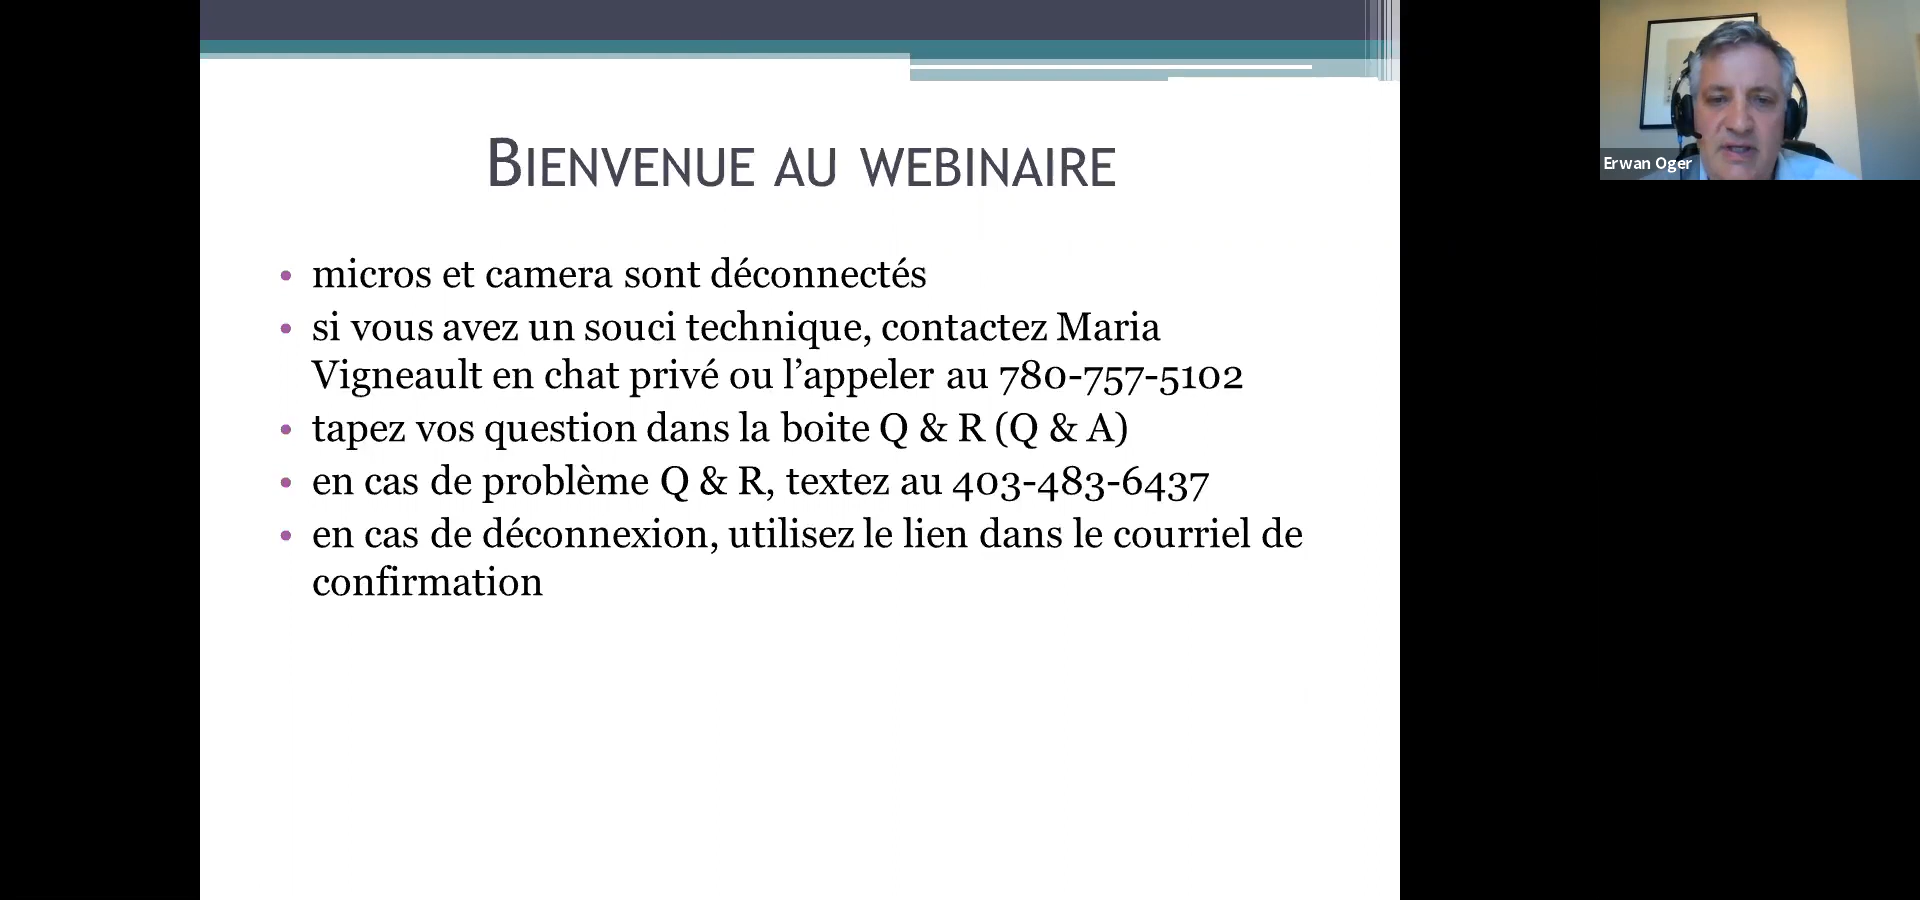 BIENVENUE AU WEBINAIRE
• micros et camera sont déconnectés
• si vous avez un souci technique, contactez Maria
Vigneault en chat privé ou l’appeler au 780-757-5102
• tapez vos question dans la boite Q & R (Q & A)
• en cas de problème Q & R, textez au 403-483-6437
• en cas de déconnexion, utilisez le lien dans le courriel de
confirmation
Erwan Oger